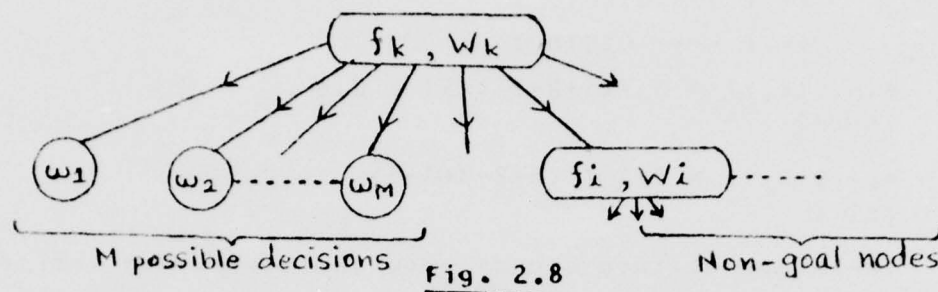 fk , Wk
ω1 ω2 ------- ωM fi , Wi ------
M possible decisions Non-goal nodes
Fig. 2.8